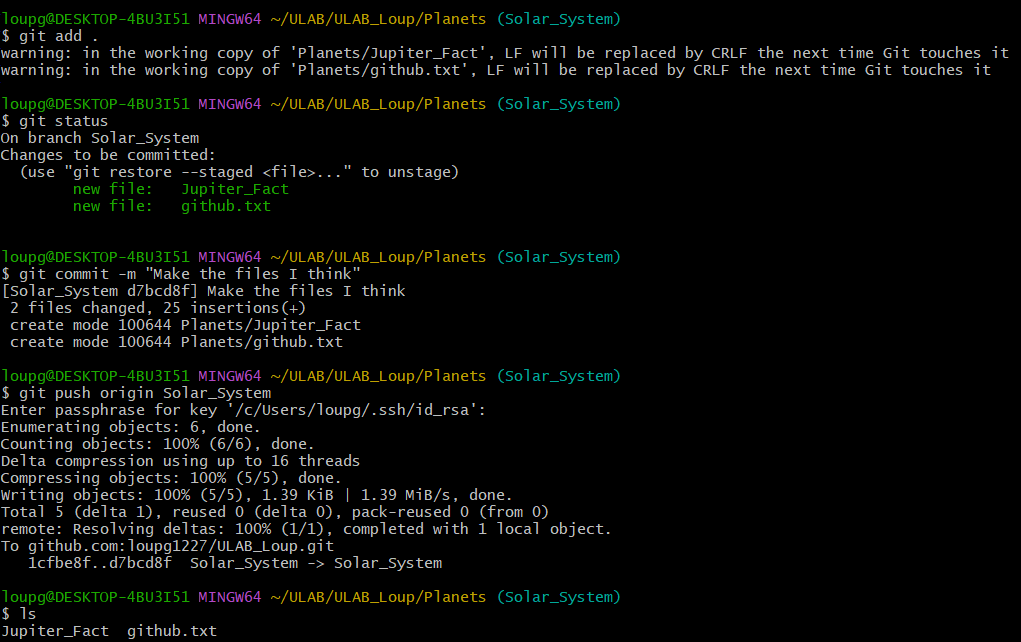 loupg@DESKTOP-4BU3I51 MINGW64 ~/ULAB/ULAB_Loup/Planets (Solar_System)
$ git add .
warning: in the working copy of 'Planets/Jupiter_Fact', LF will be replaced by CRLF the next time Git touches it
warning: in the working copy of 'Planets/github.txt', LF will be replaced by CRLF the next time Git touches it

loupg@DESKTOP-4BU3I51 MINGW64 ~/ULAB/ULAB_Loup/Planets (Solar_System)
$ git status
On branch Solar_System
Changes to be committed:
  (use "git restore --staged <file>..." to unstage)
        new file:   Jupiter_Fact
        new file:   github.txt

loupg@DESKTOP-4BU3I51 MINGW64 ~/ULAB/ULAB_Loup/Planets (Solar_System)
$ git commit -m "Make the files I think"
[Solar_System d7bcd8f] Make the files I think
 2 files changed, 25 insertions(+)
 create mode 100644 Planets/Jupiter_Fact
 create mode 100644 Planets/github.txt

loupg@DESKTOP-4BU3I51 MINGW64 ~/ULAB/ULAB_Loup/Planets (Solar_System)
$ git push origin Solar_System
Enter passphrase for key '/c/Users/loupg/.ssh/id_rsa':
Enumerating objects: 6, done.
Counting objects: 100% (6/6), done.
Delta compression using up to 16 threads
Compressing objects: 100% (5/5), done.
Writing objects: 100% (5/5), 1.39 KiB | 1.39 MiB/s, done.
Total 5 (delta 1), reused 0 (delta 0), pack-reused 0 (from 0)
remote: Resolving deltas: 100% (1/1), completed with 1 local object.
To github.com:loupg1227/ULAB_Loup.git
   1cfbe8f..d7bcd8f  Solar_System -> Solar_System

loupg@DESKTOP-4BU3I51 MINGW64 ~/ULAB/ULAB_Loup/Planets (Solar_System)
$ ls
Jupiter_Fact  github.txt